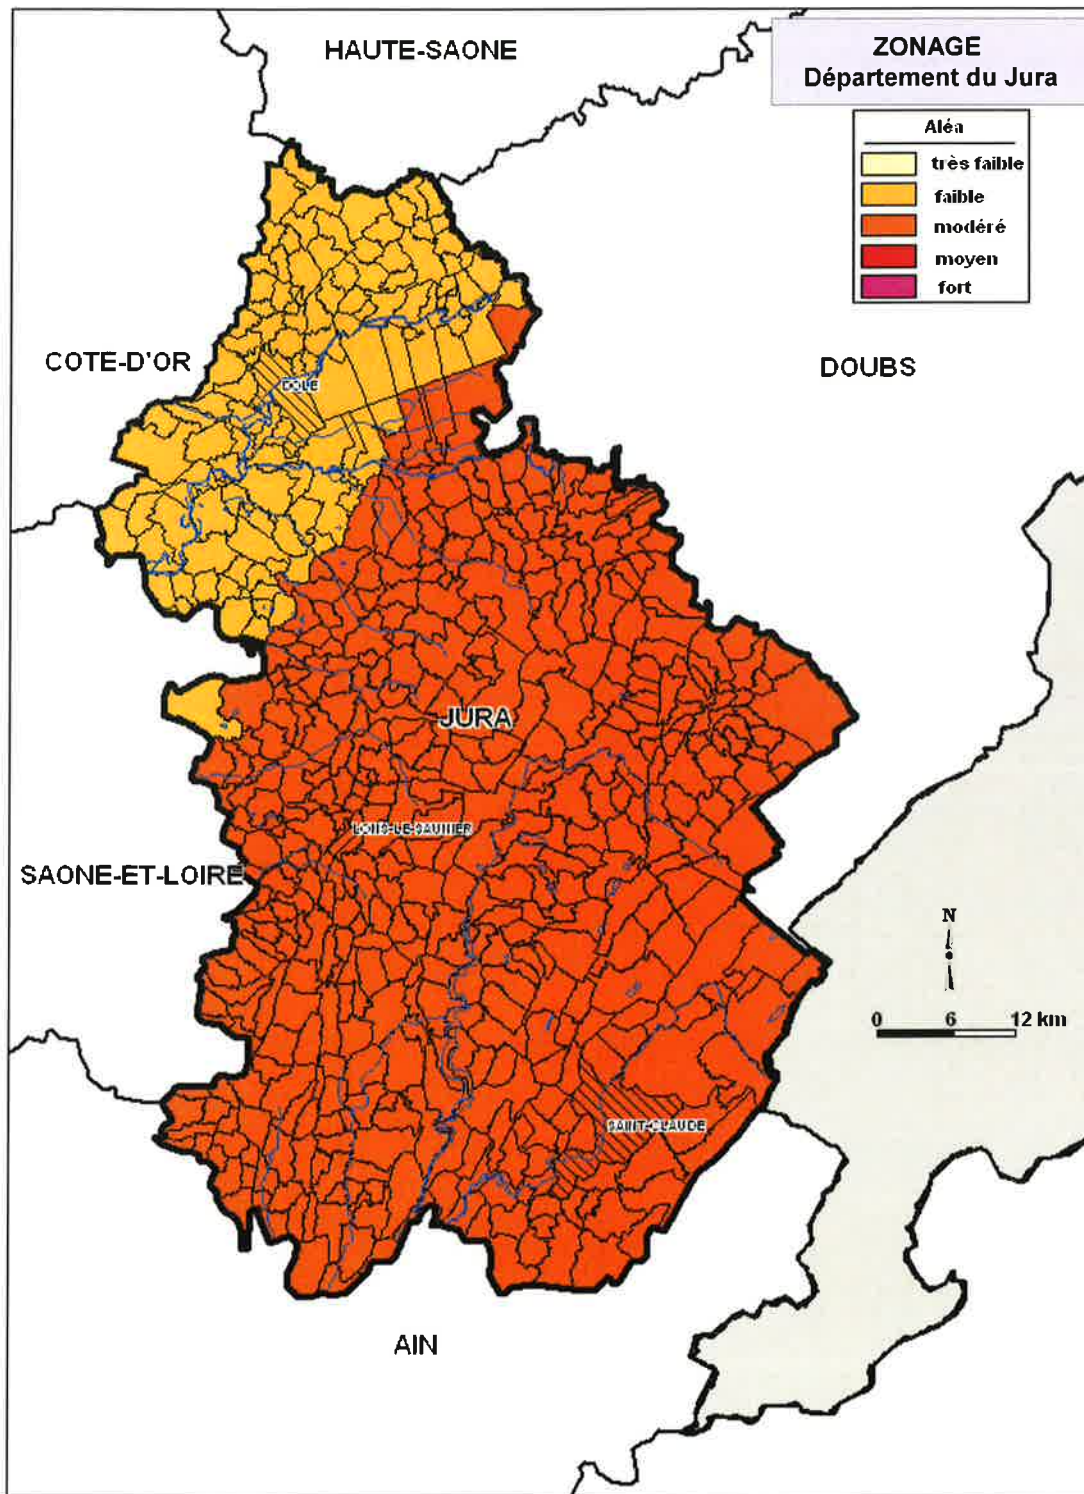 HAUTE-SAONE
ZONAGE
Département du Jura
Aléa
très faible
faible
modéré
moyen
fort
COTE-D'OR
DOLE
DOUBS
JURA
LONS-LE-SAUNIER
SAONE-ET-LOIRE
N
0 6 12 km
SAINT-CLAUDE
AIN